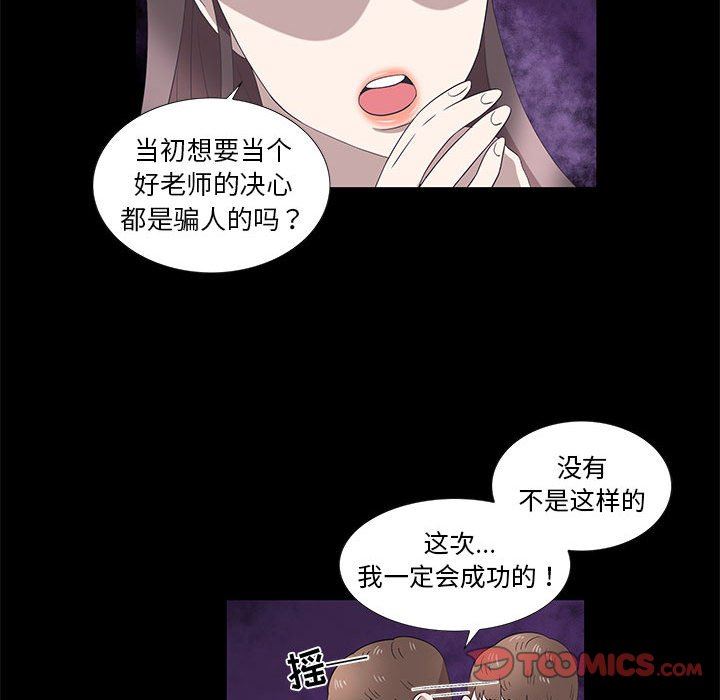 当初想要当个
好老师的决心
都是骗人的吗？
没有
不是这样的
这次...
我一定会成功的！
摇—
TOOMICS.COM